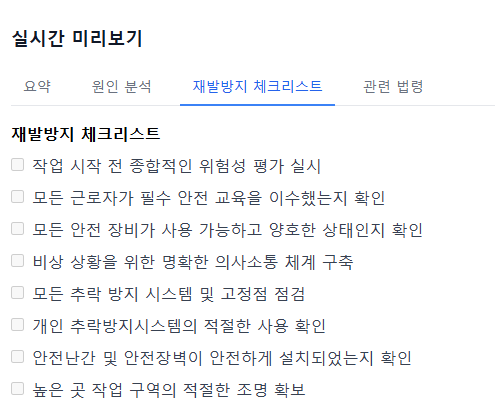 실시간 미리보기
요약 원인 분석 재발방지 체크리스트 관련 법령
재발방지 체크리스트
작업 시작 전 종합적인 위험성 평가 실시
모든 근로자가 필수 안전 교육을 이수했는지 확인
모든 안전 장비가 사용 가능하고 양호한 상태인지 확인
비상 상황을 위한 명확한 의사소통 체계 구축
모든 추락 방지 시스템 및 고정점 점검
개인 추락방지시스템의 적절한 사용 확인
안전난간 및 안전장벽이 안전하게 설치되었는지 확인
높은 곳 작업 구역의 적절한 조명 확보